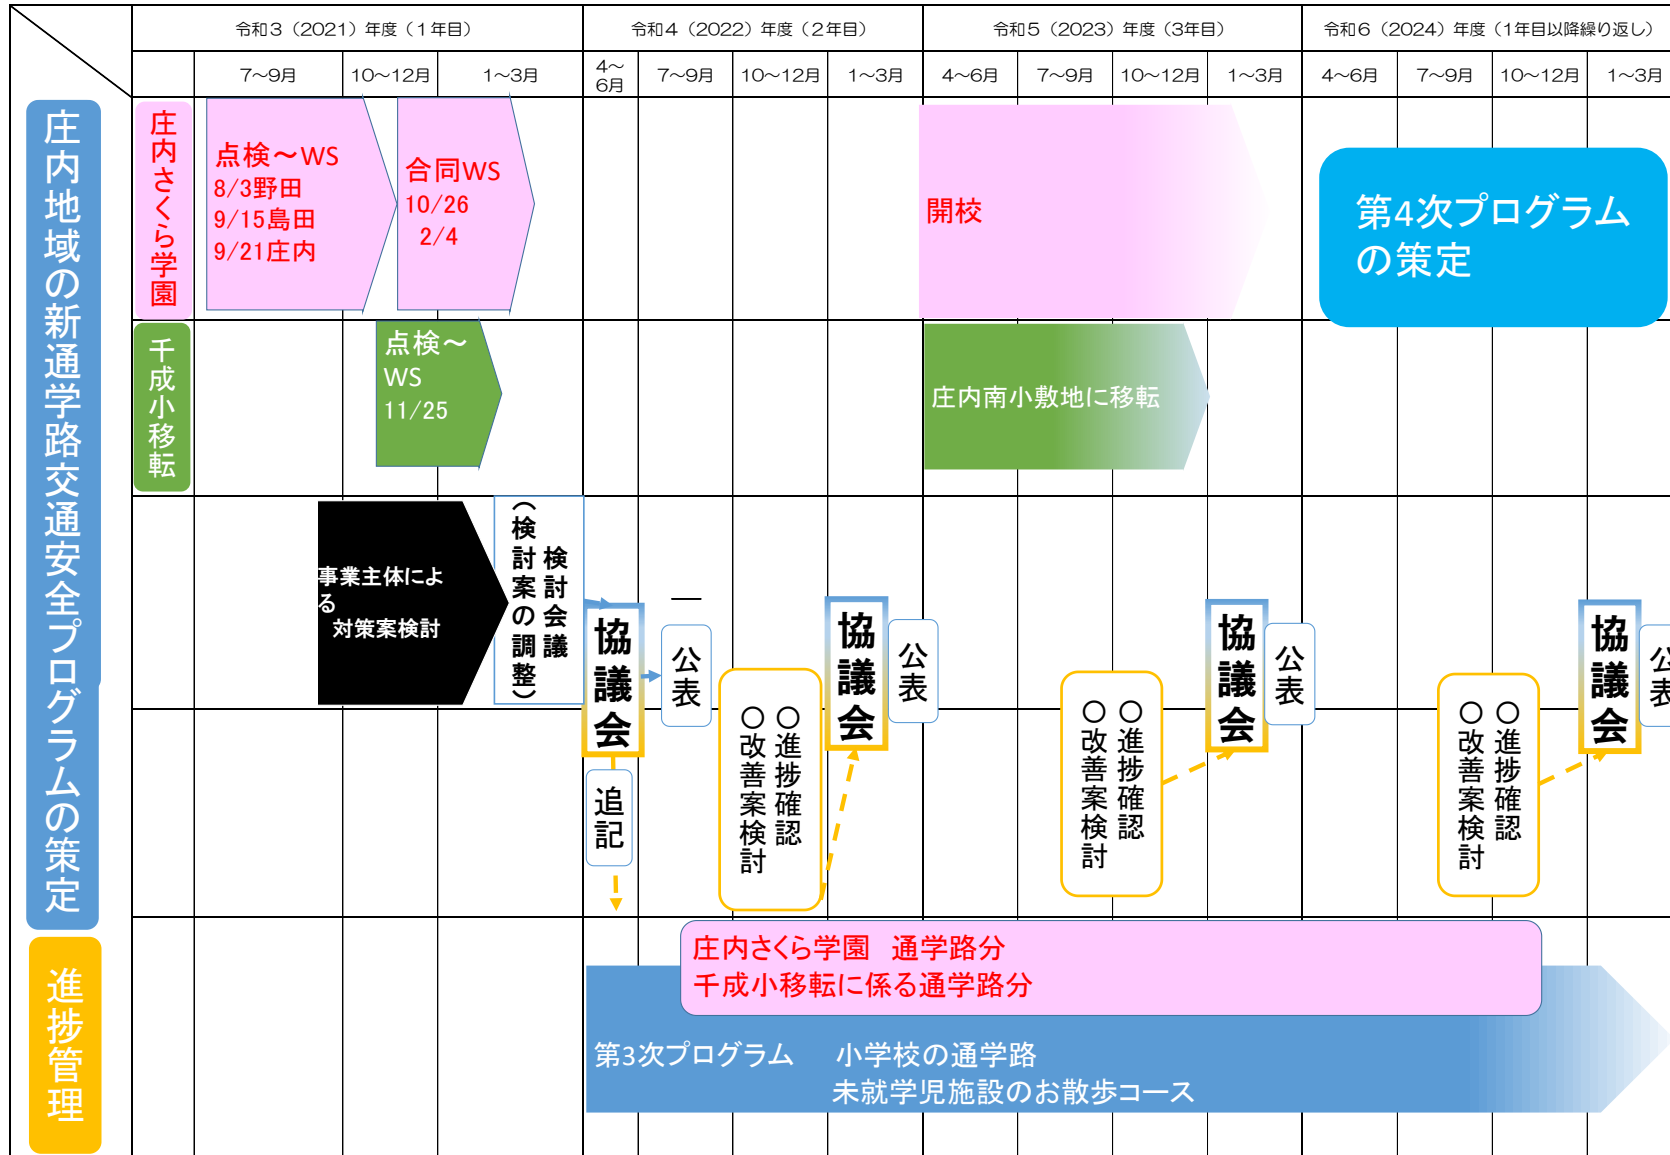 令和3（2021）年度（1年目）
令和4（2022）年度（2年目）
令和5（2023）年度（3年目）
令和6（2024）年度（1年目以降繰り返し）
7～9月
10～12月
1～3月
4～
6月
7～9月
10～12月
1～3月
4～6月
7～9月
10～12月
1～3月
4～6月
7～9月
10～12月
1～3月
庄内地域の新通学路交通安全プログラムの策定
庄内さくら学園
点検～WS
8/3野田
9/15島田
9/21庄内
合同WS
10/26
2/4
開校
第4次プログラム
の策定
千成小移転
点検～
WS
11/25
庄内南小敷地に移転
事業主体によ
る
対策案検討
検討会議
（検討案の調整）
協議会
―
公表
追記
〇進捗確認
〇改善案検討
協議会
公表
〇進捗確認
〇改善案検討
協議会
公表
〇進捗確認
〇改善案検討
協議会
公表
進捗管理
庄内さくら学園　通学路分
千成小移転に係る通学路分
第3次プログラム　小学校の通学路
未就学児施設のお散歩コース